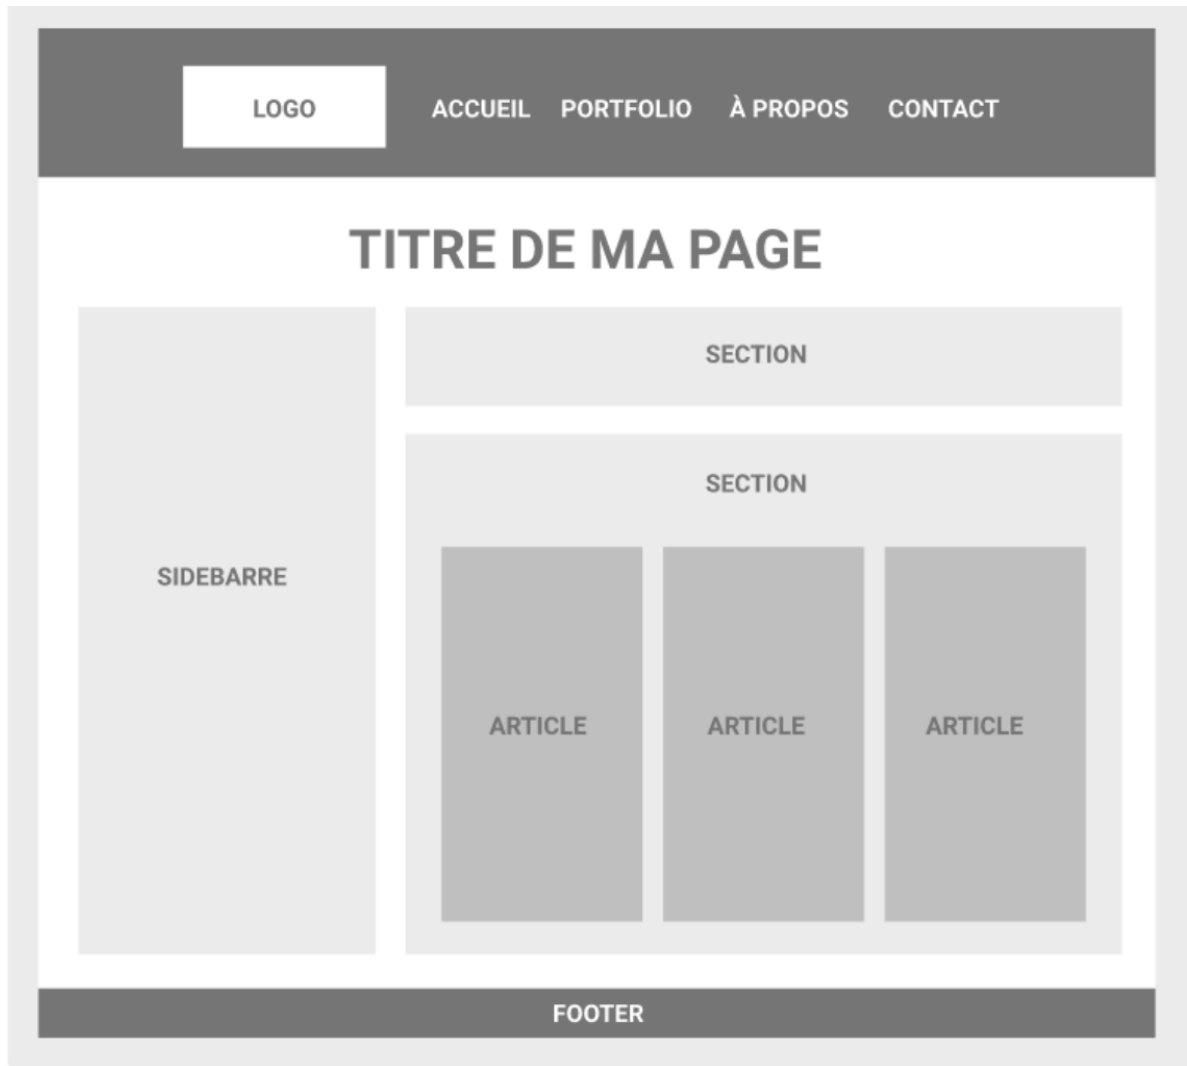 LOGO ACCUEIL PORTFOLIO À PROPOS CONTACT
TITRE DE MA PAGE
SIDEBARRE
SECTION
SECTION
ARTICLE ARTICLE ARTICLE
FOOTER